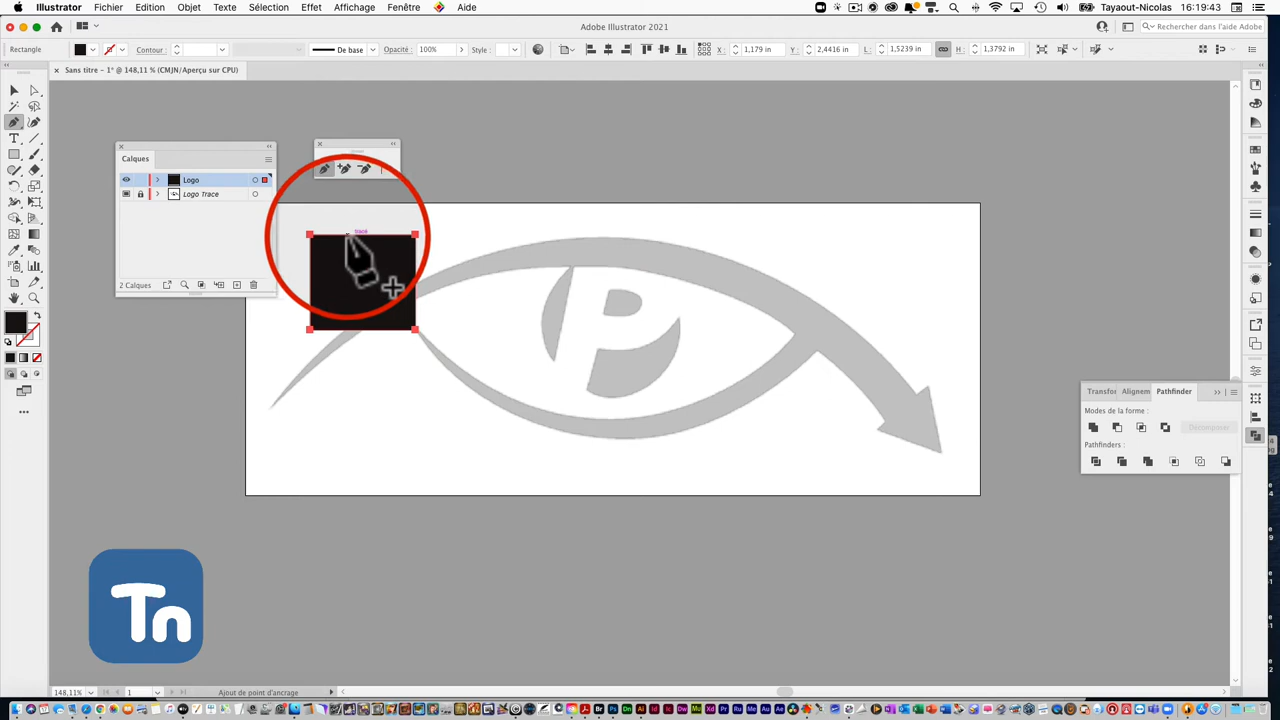 Illustrator Fichier Edition Objet Texte Sélection Effet Affichage Fenêtre Aide Tayaout-Nicolas 16:19:43
Adobe Illustrator 2021 Rechercher dans l'aide Adobe
Rectangle Contour : De base Opacité : 100% Style : X : 1,179 in Y : 2,4416 in L : 1,5239 in H : 1,3792 in
× Sans titre - 1* @ 148,11 % (CMJN/Aperçu sur CPU)
Calques
Logo
Logo Trace
2 Calques
tracé
P
Transfor Alignem Pathfinder
Modes de la forme :
Décomposer
Pathfinders :
Tn
148,11% 1 Ajout de point d'ancrage